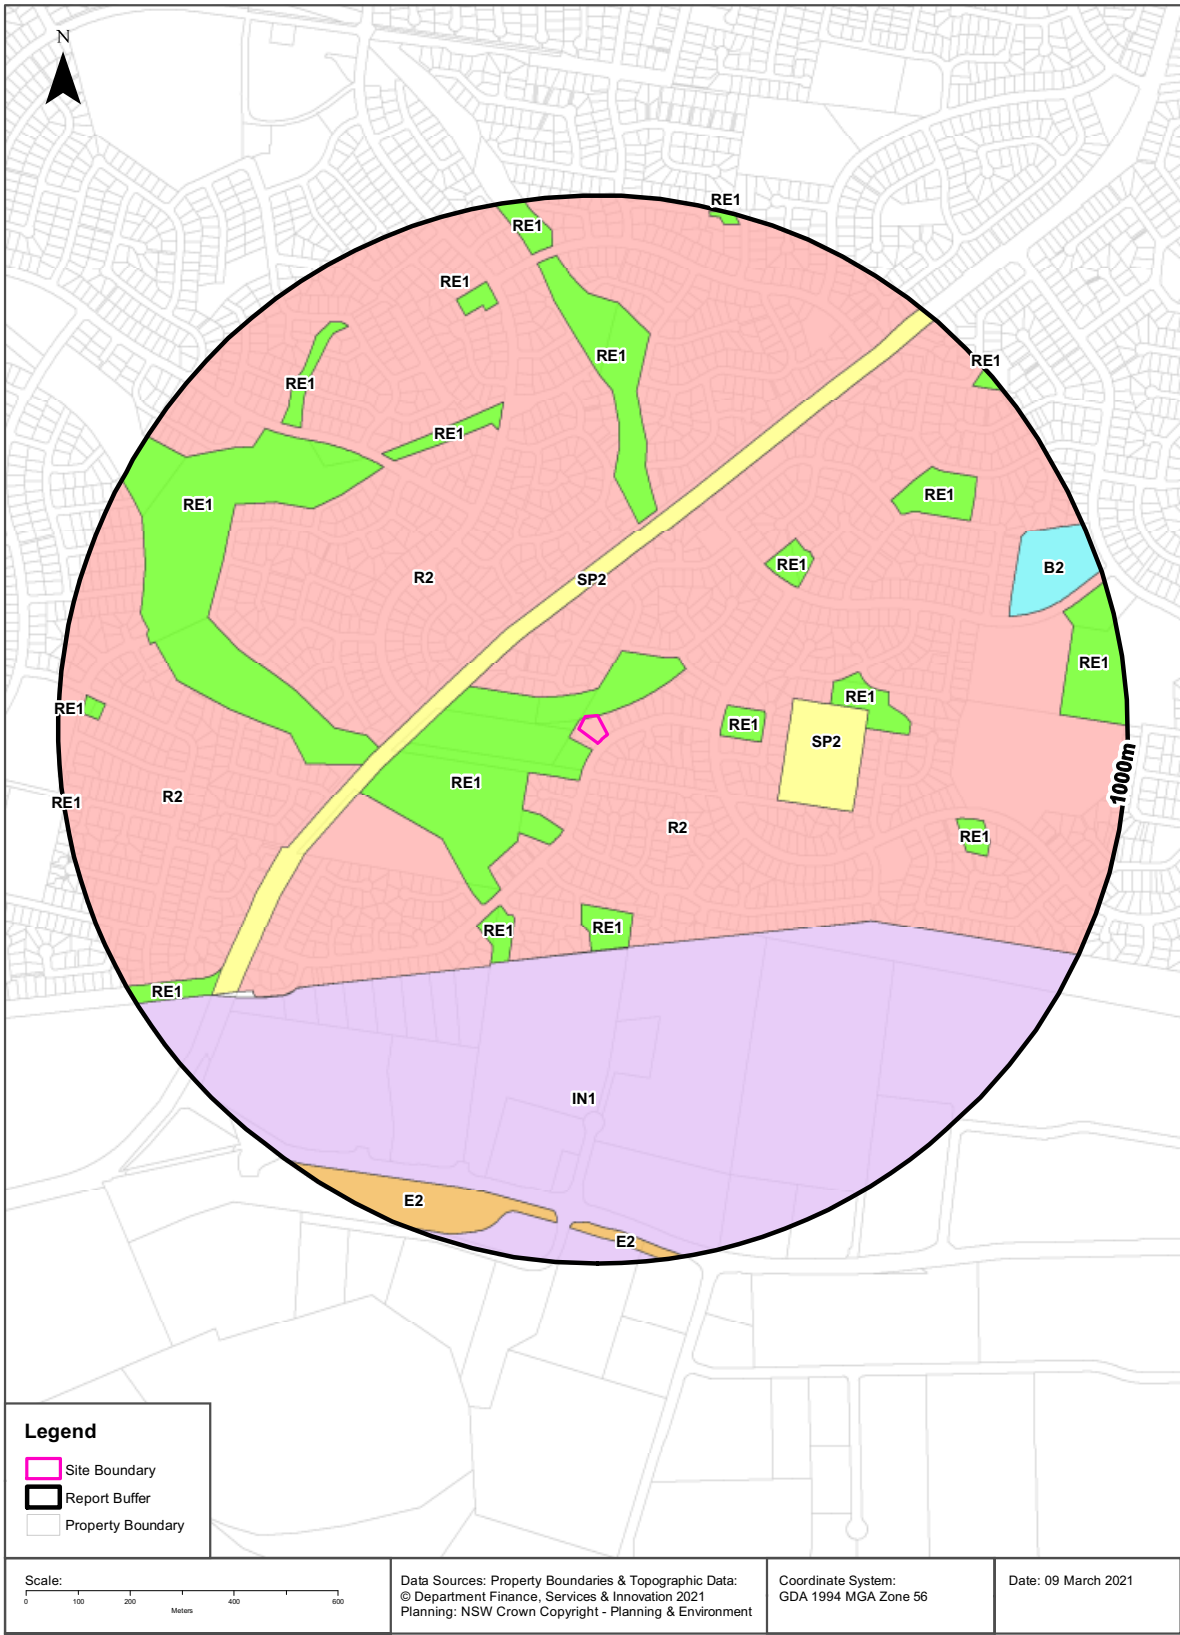 N
RE1
RE1
RE1
RE1
RE1
RE1
RE1
RE1
RE1
RE1
R2
SP2
RE1
B2
RE1
RE1
RE1
RE1
SP2
1000m
RE1
R2
RE1
R2
RE1
RE1
RE1
RE1
IN1
E2
E2
Legend
Site Boundary
Report Buffer
Property Boundary
Scale:
0 100 200 400 600
Meters
Data Sources: Property Boundaries & Topographic Data:
© Department Finance, Services & Innovation 2021
Planning: NSW Crown Copyright - Planning & Environment
Coordinate System:
GDA 1994 MGA Zone 56
Date: 09 March 2021